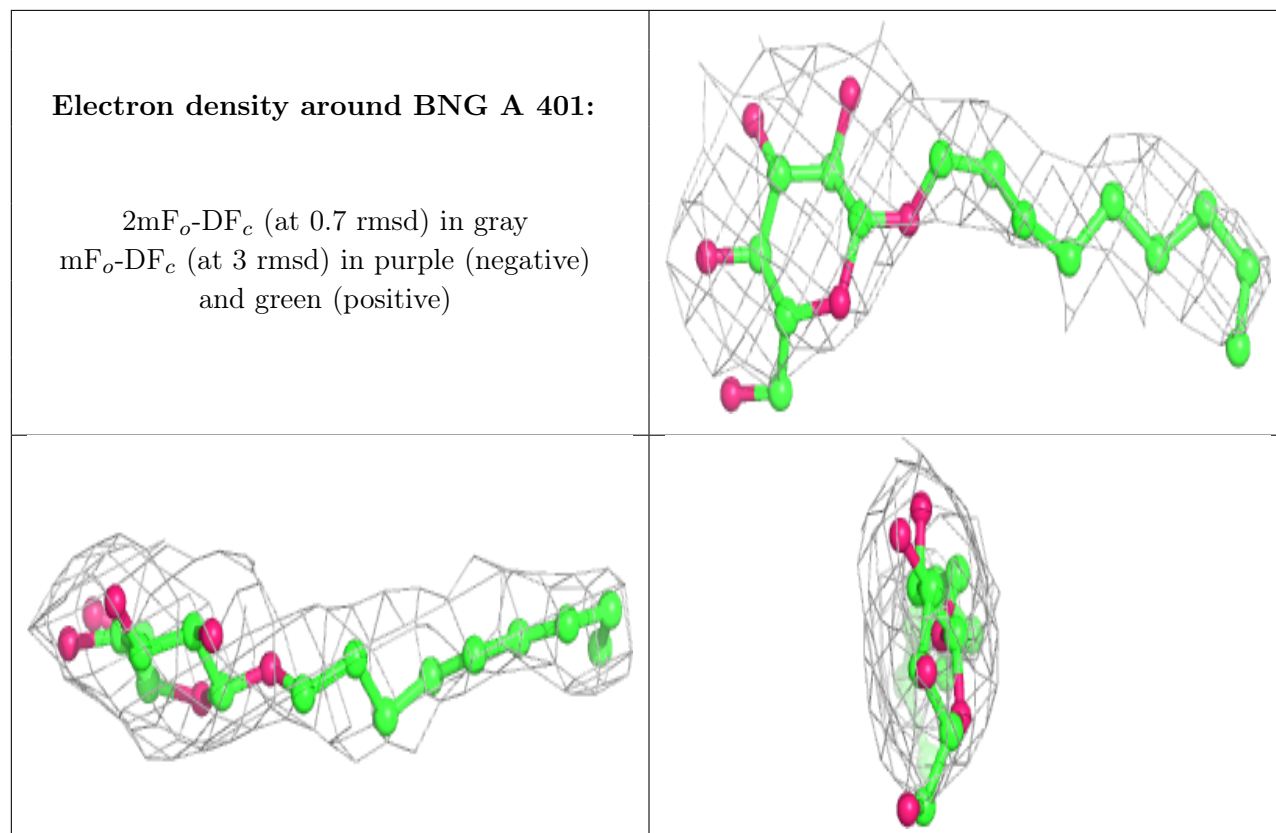 Electron density around BNG A 401:
2mFₒ-DF𝒸 (at 0.7 rmsd) in gray
mFₒ-DF𝒸 (at 3 rmsd) in purple (negative)
and green (positive)